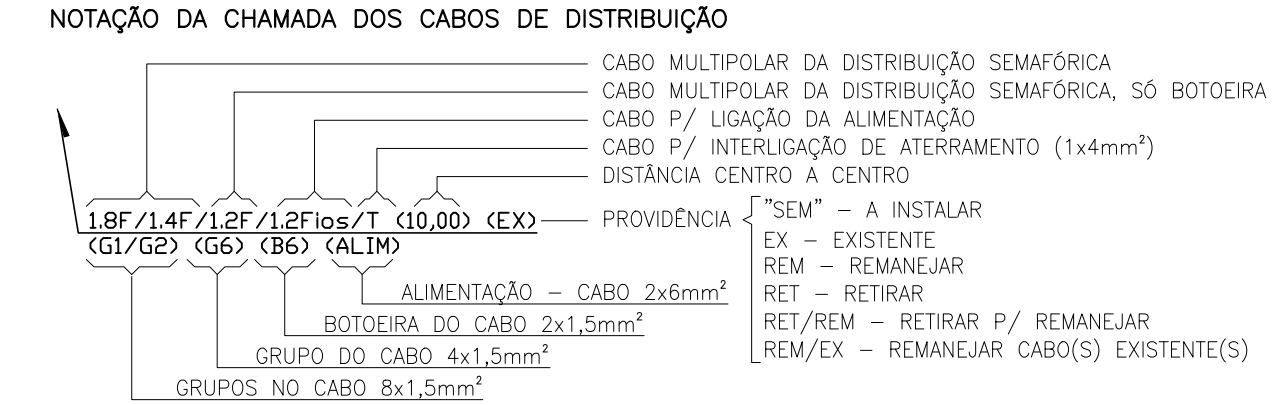 NOTAÇÃO DA CHAMADA DOS CABOS DE DISTRIBUIÇÃO
CABO MULTIPOLAR DA DISTRIBUIÇÃO SEMAFÓRICA
CABO MULTIPOLAR DA DISTRIBUIÇÃO SEMAFÓRICA, SÓ BOTOEIRA
CABO P/ LIGAÇÃO DA ALIMENTAÇÃO
CABO P/ INTERLIGAÇÃO DE ATERRAMENTO (1x4mm²)
DISTÂNCIA CENTRO A CENTRO
1.8F/1.4F/1.2F/1.2Fios/T (10,00) (EX)
PROVIDÊNCIA
"SEM" – A INSTALAR
EX – EXISTENTE
REM – REMANEJAR
RET – RETIRAR
RET/REM – RETIRAR P/ REMANEJAR
REM/EX – REMANEJAR CABO(S) EXISTENTE(S)
(G1/G2) (G6) (B6) (ALIM)
ALIMENTAÇÃO – CABO 2x6mm²
BOTOEIRA DO CABO 2x1,5mm²
GRUPO DO CABO 4x1,5mm²
GRUPOS NO CABO 8x1,5mm²